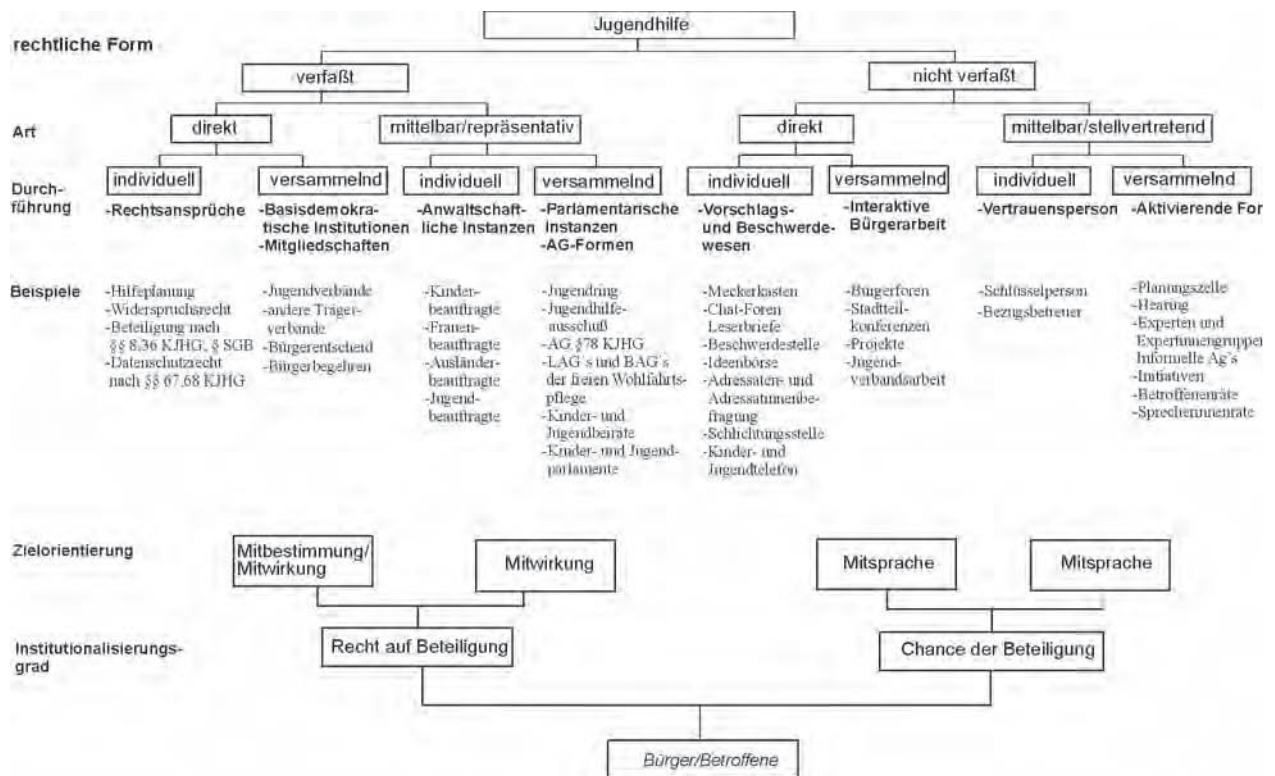 Jugendhilfe
rechtliche Form
verfaßt
nicht verfaßt
Art
direkt
mittelbar/repräsentativ
direkt
mittelbar/stellvertretend
Durch-
führung
individuell
versammelnd
individuell
versammelnd
individuell
versammelnd
individuell
versammelnd
-Rechtsansprüche
-Basisdemokra-
tische Institutionen
-Mitgliedschaften
-Anwaltschaft-
liche Instanzen
-Parlamentarische
Instanzen
-AG-Formen
-Vorschlags-
und Beschwerde-
wesen
-Interaktive
Bürgerarbeit
-Vertrauensperson
-Aktivierende For
Beispiele
-Hilfeplanung
-Widerspruchsrecht
-Beteiligung nach
§§ 8,36 KJHG, § SGB
-Datenschutzrecht
nach §§ 67,68 KJHG
-Jugendverbände
-andere Träger-
verbände
-Bürgerentscheid
-Bürgerbegehren
-Kinder-
beauftragte
-Frauen-
beauftragte
-Ausländer-
beauftragte
-Jugend-
beauftragte
-Jugendring
-Jugendhilfe-
ausschuß
-AG §78 KJHG
-LAG´s und BAG´s
der freien Wohlfahrts-
pflege
-Kinder- und
Jugendbeiräte
-Kinder- und Jugend-
parlamente
-Meckerkasten
-Chat-Foren
Leserbriefe
-Beschwerdestelle
-Ideenbörse
-Adressaten- und
Adressatinnenbe-
fragung
-Schlichtungsstelle
-Kinder- und
Jugendtelefon
-Bürgerforen
-Stadtteil-
konferenzen
-Projekte
-Jugend-
verbandsarbeit
-Schlüsselperson
-Bezugsbetreuer
-Planungszelle
-Hearing
-Experten und
Expertinnengruppen
Informelle Ag´s
-Initiativen
-Betroffenenräte
-Sprecherinnenräte
Zielorientierung
Mitbestimmung/
Mitwirkung
Mitwirkung
Mitsprache
Mitsprache
Institutionalisierungs-
grad
Recht auf Beteiligung
Chance der Beteiligung
Bürger/Betroffene